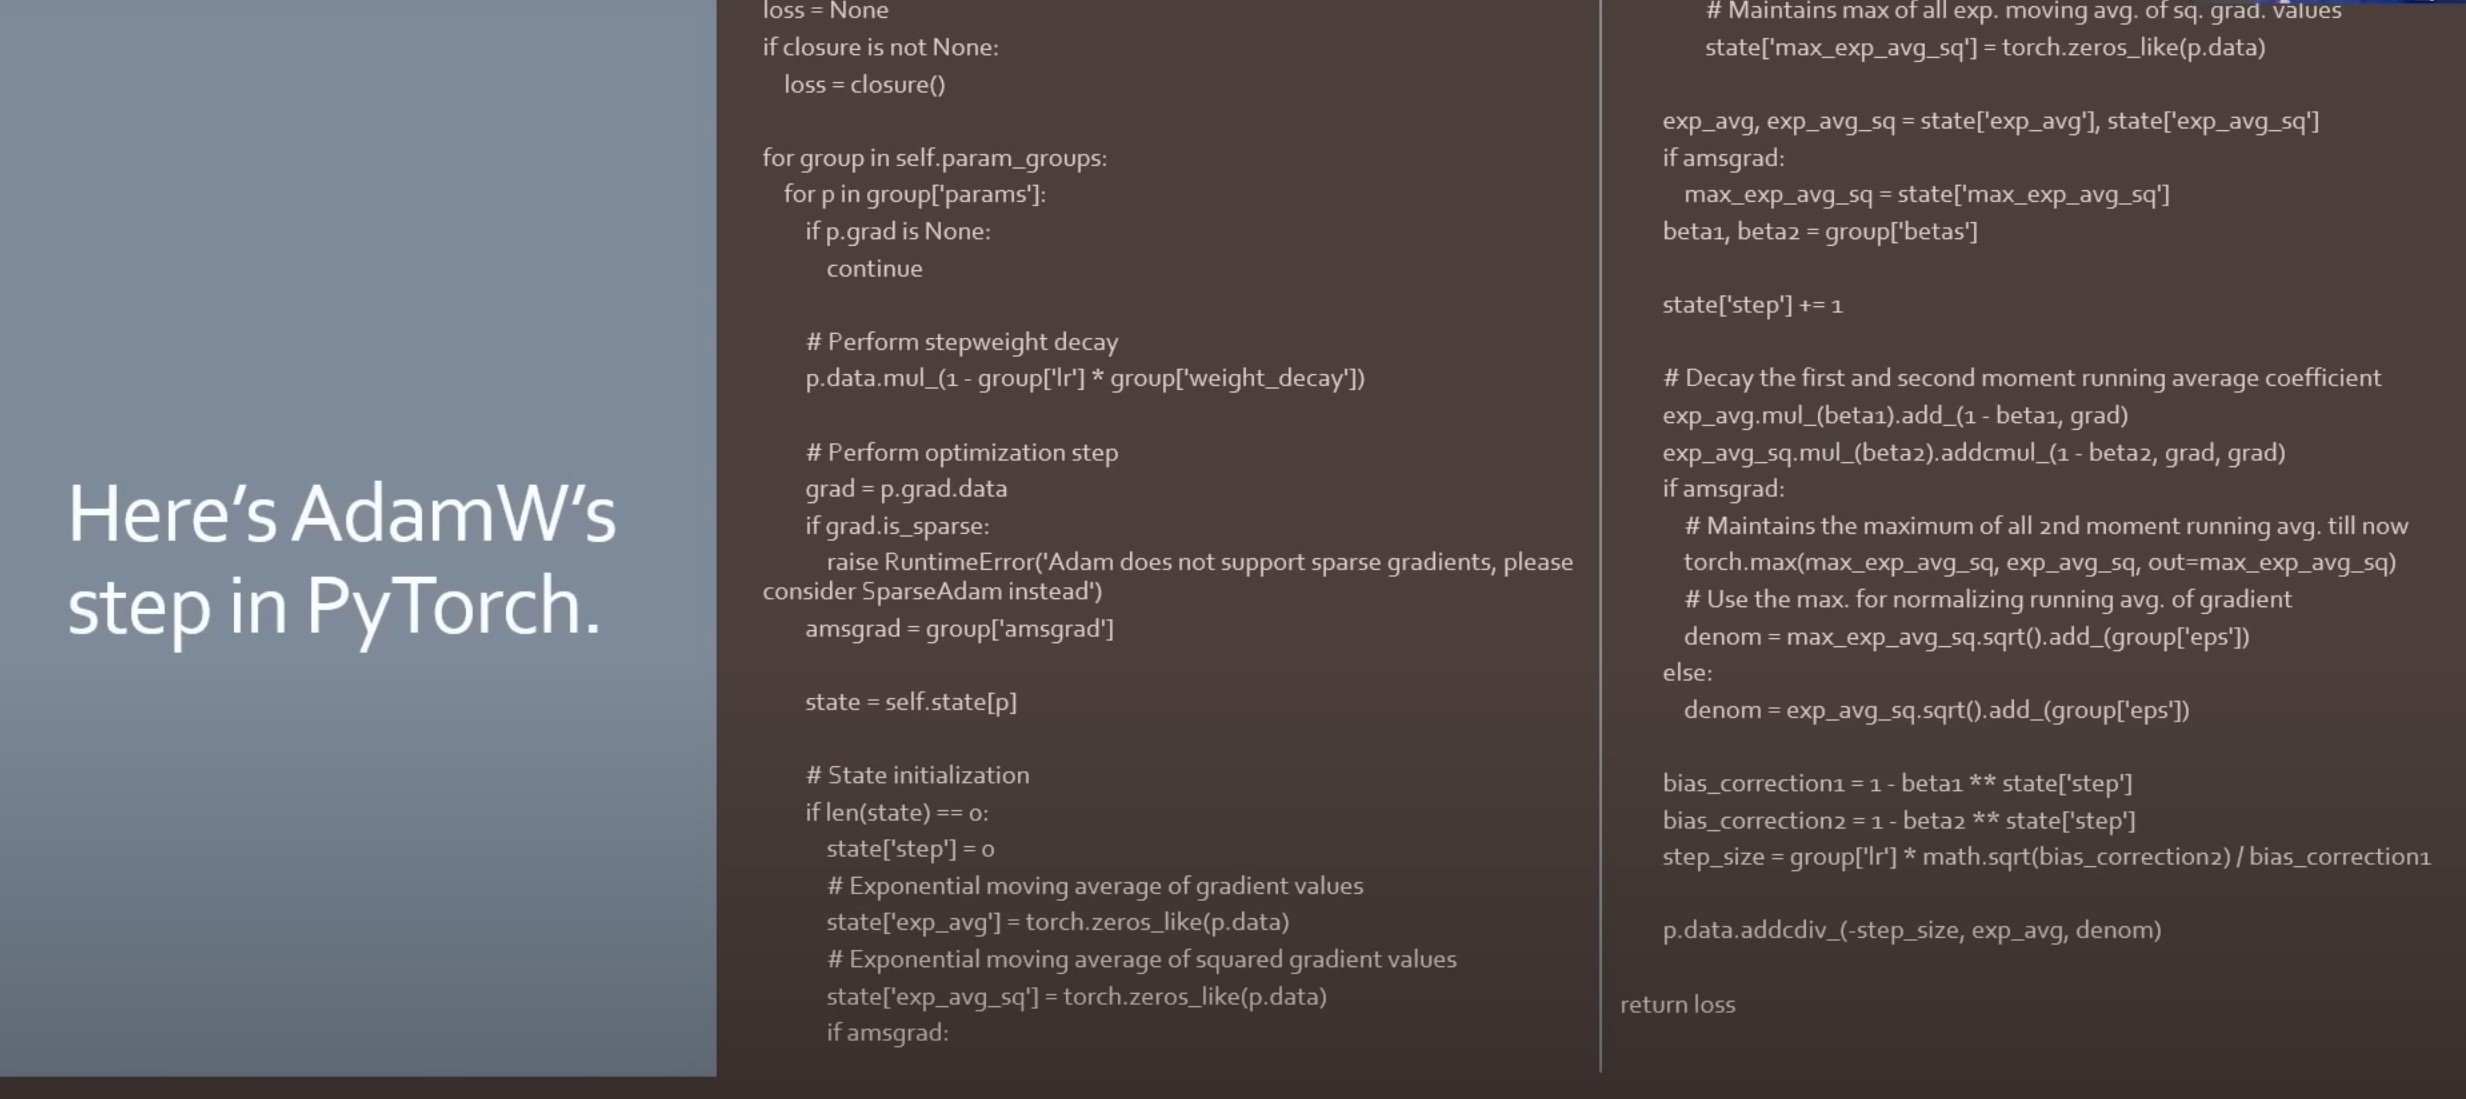 Here's AdamW's
step in PyTorch.
loss = None
if closure is not None:
loss = closure()
for group in self.param_groups:
for p in group['params']:
if p.grad is None:
continue
# Perform stepweight decay
p.data.mul_(1 - group['lr'] * group['weight_decay'])
# Perform optimization step
grad = p.grad.data
if grad.is_sparse:
raise RuntimeError('Adam does not support sparse gradients, please
consider SparseAdam instead')
amsgrad = group['amsgrad']
state = self.state[p]
# State initialization
if len(state) == 0:
state['step'] = 0
# Exponential moving average of gradient values
state['exp_avg'] = torch.zeros_like(p.data)
# Exponential moving average of squared gradient values
state['exp_avg_sq'] = torch.zeros_like(p.data)
if amsgrad:
# Maintains max of all exp. moving avg. of sq. grad. values
state['max_exp_avg_sq'] = torch.zeros_like(p.data)
exp_avg, exp_avg_sq = state['exp_avg'], state['exp_avg_sq']
if amsgrad:
max_exp_avg_sq = state['max_exp_avg_sq']
beta1, beta2 = group['betas']
state['step'] += 1
# Decay the first and second moment running average coefficient
exp_avg.mul_(beta1).add_(1 - beta1, grad)
exp_avg_sq.mul_(beta2).addcmul_(1 - beta2, grad, grad)
if amsgrad:
# Maintains the maximum of all 2nd moment running avg. till now
torch.max(max_exp_avg_sq, exp_avg_sq, out=max_exp_avg_sq)
# Use the max. for normalizing running avg. of gradient
denom = max_exp_avg_sq.sqrt().add_(group['eps'])
else:
denom = exp_avg_sq.sqrt().add_(group['eps'])
bias_correction1 = 1 - beta1 ** state['step']
bias_correction2 = 1 - beta2 ** state['step']
step_size = group['lr'] * math.sqrt(bias_correction2) / bias_correction1
p.data.addcdiv_(-step_size, exp_avg, denom)
return loss